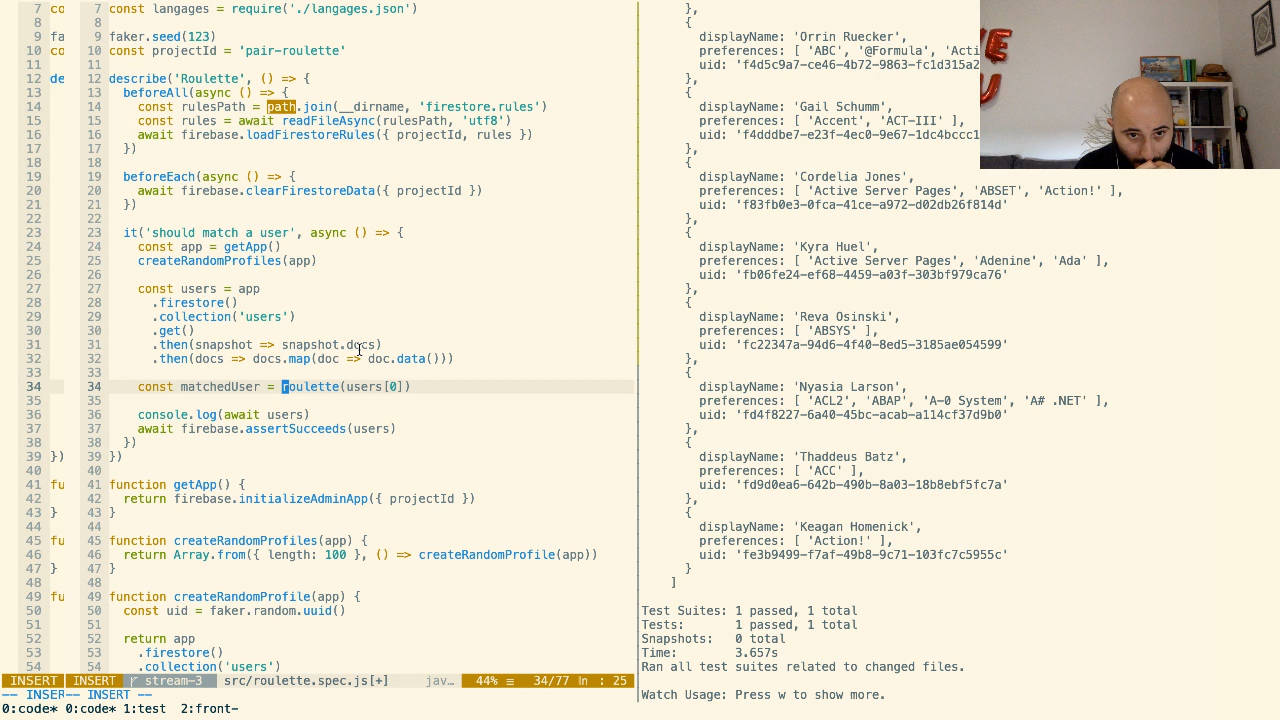 7 co 7 const langages = require('./langages.json')
8 8
9 fa 9 faker.seed(123)
10 co 10 const projectId = 'pair-roulette'
11 11
12 de 12 describe('Roulette', () => {
13 13 beforeAll(async () => {
14 14 const rulesPath = path.join(__dirname, 'firestore.rules')
15 15 const rules = await readFileAsync(rulesPath, 'utf8')
16 16 await firebase.loadFirestoreRules({ projectId, rules })
17 17 })
18 18
19 19 beforeEach(async () => {
20 20 await firebase.clearFirestoreData({ projectId })
21 21 })
22 22
23 23 it('should match a user', async () => {
24 24 const app = getApp()
25 25 createRandomProfiles(app)
26 26
27 27 const users = app
28 28 .firestore()
29 29 .collection('users')
30 30 .get()
31 31 .then(snapshot => snapshot.docs)
32 32 .then(docs => docs.map(doc => doc.data()))
33 33
34 34 const matchedUser = roulette(users[0])
35 35
36 36 console.log(await users)
37 37 await firebase.assertSucceeds(users)
38 38 })
39 }) 39 })
40 40
41 fu 41 function getApp() {
42 42 return firebase.initializeAdminApp({ projectId })
43 } 43 }
44 44
45 fu 45 function createRandomProfiles(app) {
46 46 return Array.from({ length: 100 }, () => createRandomProfile(app))
47 } 47 }
48 48
49 fu 49 function createRandomProfile(app) {
50 50 const uid = faker.random.uuid()
51 51
52 52 return app
53 53 .firestore()
54 54 .collection('users')
INSERT INSERT stream-3 src/roulette.spec.js[+] jav… 44% ≡ 34/77 ㏑ : 25
-- INSER-- INSERT --
0:code* 0:code* 1:test 2:front-
},
{
displayName: 'Orrin Ruecker',
preferences: [ 'ABC', '@Formula', 'Acti
uid: 'f4d5c9a7-ce46-4b72-9863-fc1d315a2
},
{
displayName: 'Gail Schumm',
preferences: [ 'Accent', 'ACT-III' ],
uid: 'f4dddbe7-e23f-4ec0-9e67-1dc4bccc1
},
{
displayName: 'Cordelia Jones',
preferences: [ 'Active Server Pages', 'ABSET', 'Action!' ],
uid: 'f83fb0e3-0fca-41ce-a972-d02db26f814d'
},
{
displayName: 'Kyra Huel',
preferences: [ 'Active Server Pages', 'Adenine', 'Ada' ],
uid: 'fb06fe24-ef68-4459-a03f-303bf979ca76'
},
{
displayName: 'Reva Osinski',
preferences: [ 'ABSYS' ],
uid: 'fc22347a-94d6-4f40-8ed5-3185ae054599'
},
{
displayName: 'Nyasia Larson',
preferences: [ 'ACL2', 'ABAP', 'A-0 System', 'A# .NET' ],
uid: 'fd4f8227-6a40-45bc-acab-a114cf37d9b0'
},
{
displayName: 'Thaddeus Batz',
preferences: [ 'ACC' ],
uid: 'fd9d0ea6-642b-490b-8a03-18b8ebf5fc7a'
},
{
displayName: 'Keagan Homenick',
preferences: [ 'Action!' ],
uid: 'fe3b9499-f7af-49b8-9c71-103fc7c5955c'
}
]
Test Suites: 1 passed, 1 total
Tests: 1 passed, 1 total
Snapshots: 0 total
Time: 3.657s
Ran all test suites related to changed files.
Watch Usage: Press w to show more.